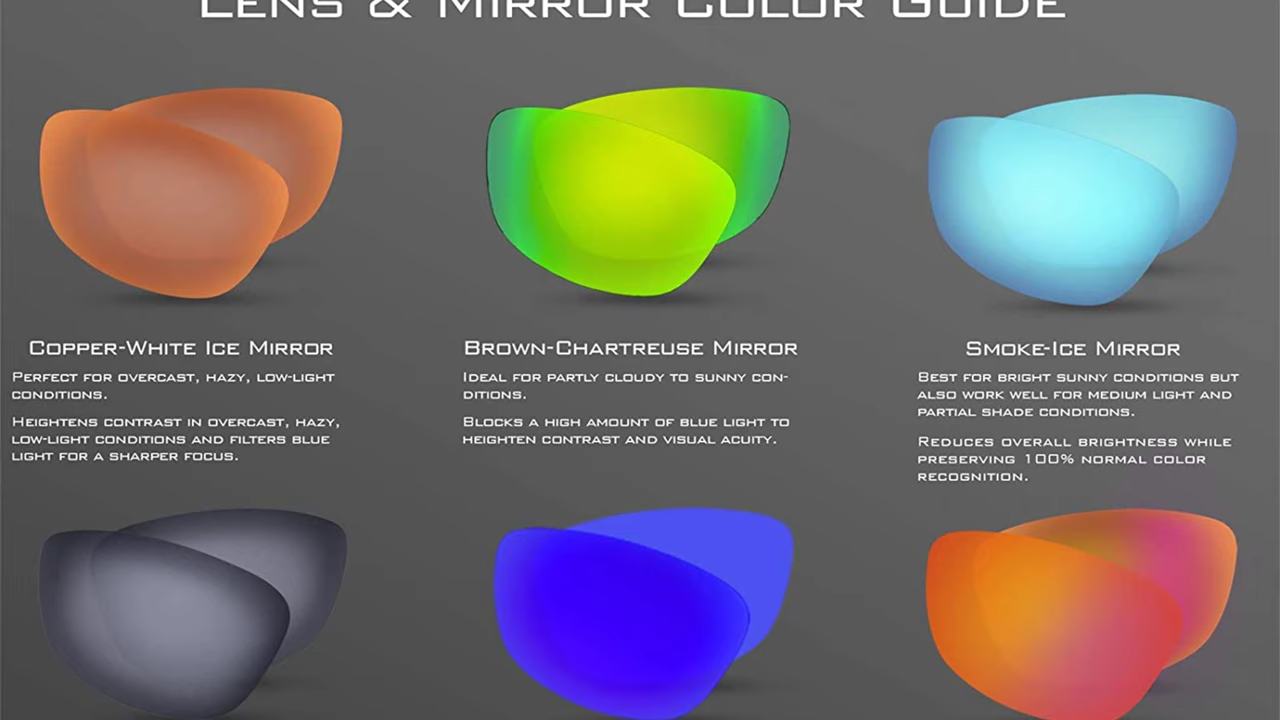 Lens & Mirror Color Guide
Copper-White Ice Mirror
Perfect for overcast, hazy, low-light
conditions.
Heightens contrast in overcast, hazy,
low-light conditions and filters blue
light for a sharper focus.
Brown-Chartreuse Mirror
Ideal for partly cloudy to sunny con-
ditions.
Blocks a high amount of blue light to
heighten contrast and visual acuity.
Smoke-Ice Mirror
Best for bright sunny conditions but
also work well for medium light and
partial shade conditions.
Reduces overall brightness while
preserving 100% normal color
recognition.